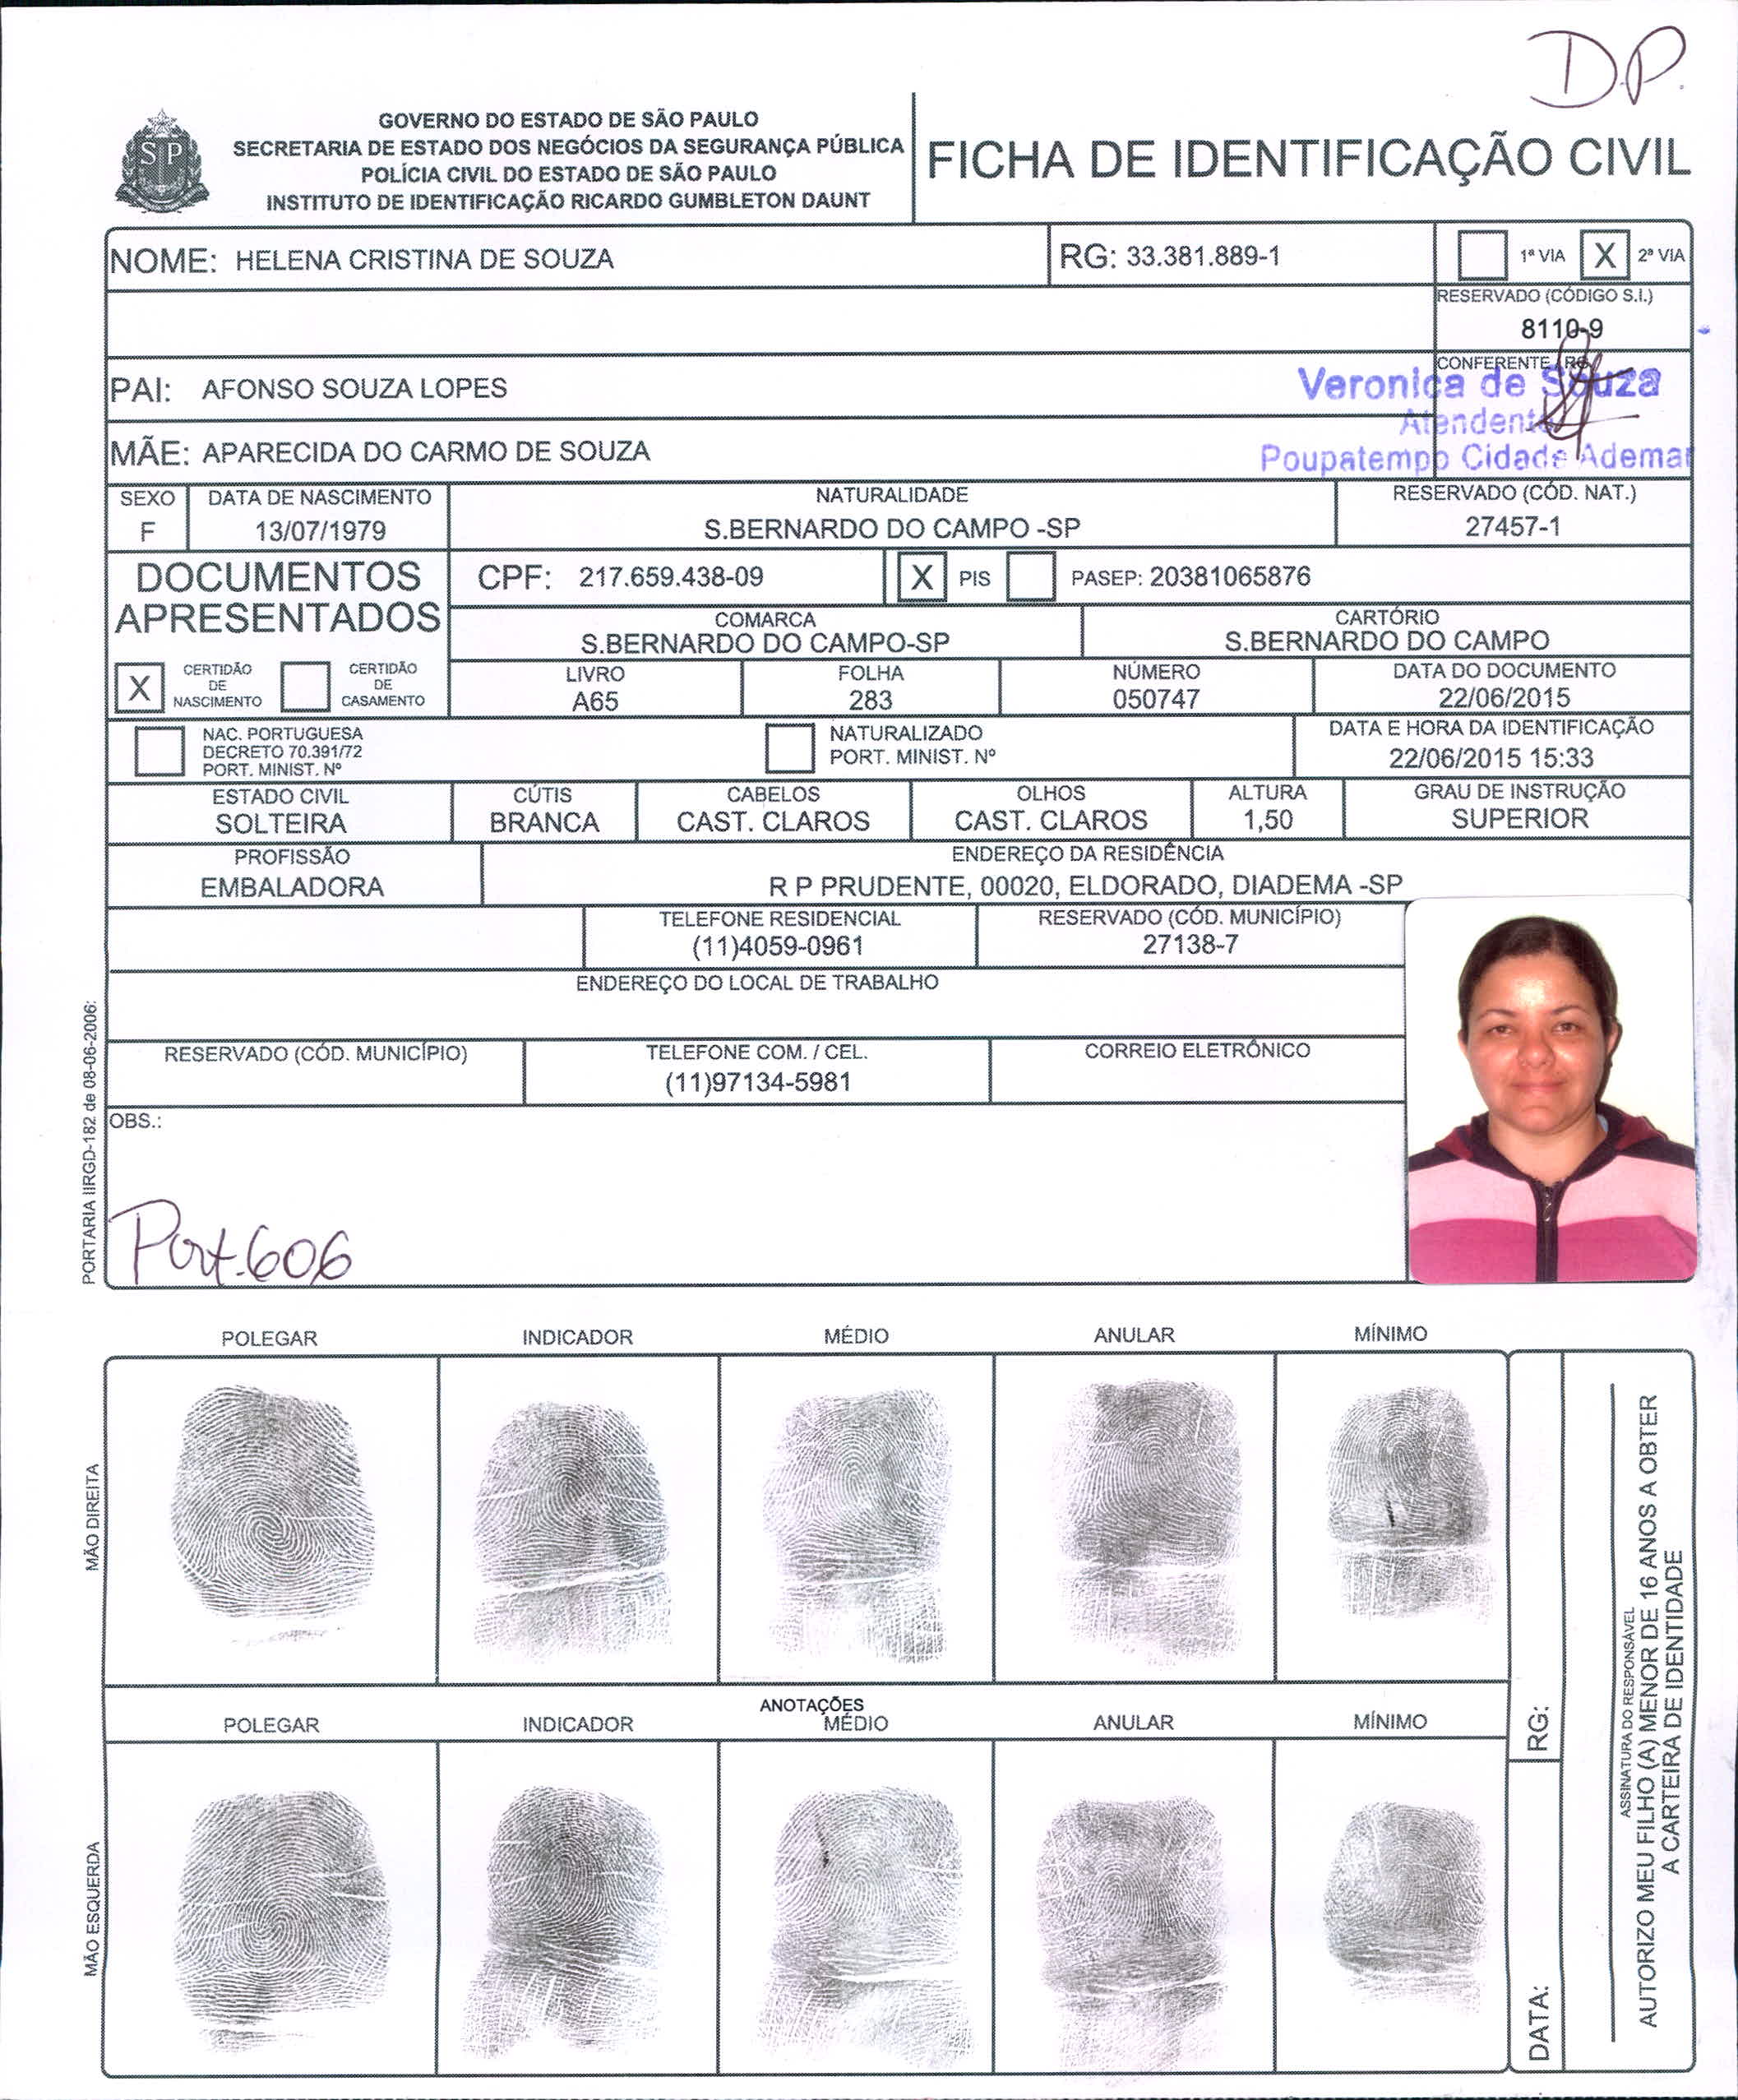 D.P.
GOVERNO DO ESTADO DE SÃO PAULO
SECRETARIA DE ESTADO DOS NEGÓCIOS DA SEGURANÇA PÚBLICA
POLÍCIA CIVIL DO ESTADO DE SÃO PAULO
INSTITUTO DE IDENTIFICAÇÃO RICARDO GUMBLETON DAUNT
SP
FICHA DE IDENTIFICAÇÃO CIVIL
NOME: HELENA CRISTINA DE SOUZA
RG: 33.381.889-1
1ª VIA X 2ª VIA
RESERVADO (CÓDIGO S.I.)
8110-9
PAI: AFONSO SOUZA LOPES
CONFERENTE / RG
Veronica de Souza
Atendente
Poupatempo Cidade Ademar
MÃE: APARECIDA DO CARMO DE SOUZA
SEXO
F
DATA DE NASCIMENTO
13/07/1979
NATURALIDADE
S.BERNARDO DO CAMPO -SP
RESERVADO (CÓD. NAT.)
27457-1
DOCUMENTOS
APRESENTADOS
CPF: 217.659.438-09
X PIS PASEP: 20381065876
COMARCA
S.BERNARDO DO CAMPO-SP
CARTÓRIO
S.BERNARDO DO CAMPO
X CERTIDÃO
DE
NASCIMENTO
CERTIDÃO
DE
CASAMENTO
LIVRO
A65
FOLHA
283
NÚMERO
050747
DATA DO DOCUMENTO
22/06/2015
NAC. PORTUGUESA
DECRETO 70.391/72
PORT. MINIST. Nº
NATURALIZADO
PORT. MINIST. Nº
DATA E HORA DA IDENTIFICAÇÃO
22/06/2015 15:33
ESTADO CIVIL
SOLTEIRA
CÚTIS
BRANCA
CABELOS
CAST. CLAROS
OLHOS
CAST. CLAROS
ALTURA
1,50
GRAU DE INSTRUÇÃO
SUPERIOR
PROFISSÃO
EMBALADORA
ENDEREÇO DA RESIDÊNCIA
R P PRUDENTE, 00020, ELDORADO, DIADEMA -SP
TELEFONE RESIDENCIAL
(11)4059-0961
RESERVADO (CÓD. MUNICÍPIO)
27138-7
ENDEREÇO DO LOCAL DE TRABALHO
RESERVADO (CÓD. MUNICÍPIO)
TELEFONE COM. / CEL.
(11)97134-5981
CORREIO ELETRÔNICO
OBS.:
Port.606
PORTARIA IIRGD-182 de 08-06-2006:
POLEGAR INDICADOR MÉDIO ANULAR MÍNIMO
MÃO DIREITA
ANOTAÇÕES
POLEGAR INDICADOR MÉDIO ANULAR MÍNIMO
MÃO ESQUERDA
RG:
DATA:
ASSINATURA DO RESPONSÁVEL
AUTORIZO MEU FILHO (A) MENOR DE 16 ANOS A OBTER
A CARTEIRA DE IDENTIDADE